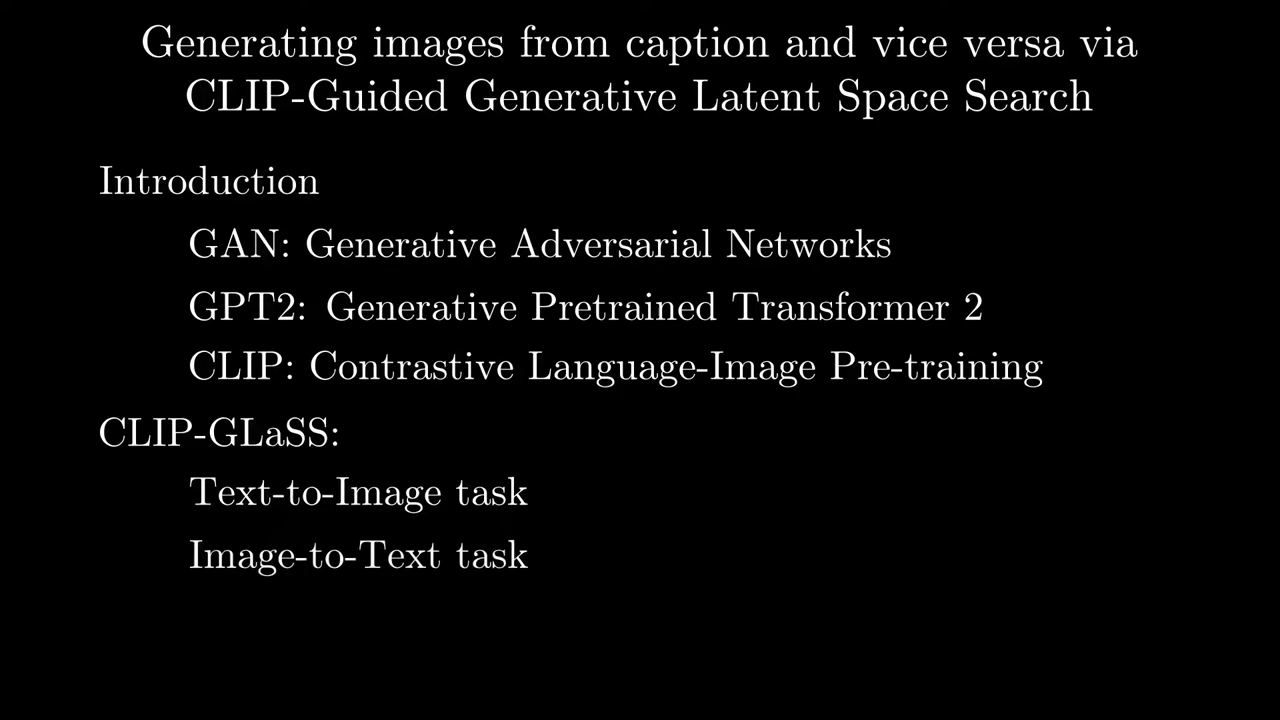 Generating images from caption and vice versa via
CLIP-Guided Generative Latent Space Search
Introduction
GAN: Generative Adversarial Networks
GPT2: Generative Pretrained Transformer 2
CLIP: Contrastive Language-Image Pre-training
CLIP-GLaSS:
Text-to-Image task
Image-to-Text task